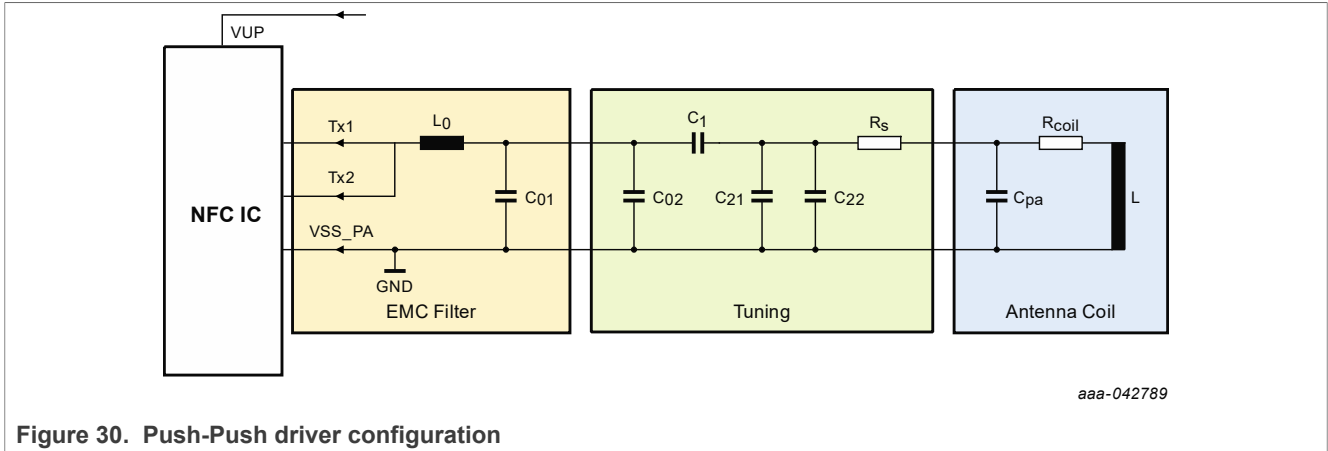 VUP
Tx1
L0
C1
Rs
Rcoil
Tx2
NFC IC
C01
C02
C21
C22
Cpa
L
VSS_PA
GND
EMC Filter
Tuning
Antenna Coil
aaa-042789
Figure 30. Push-Push driver configuration